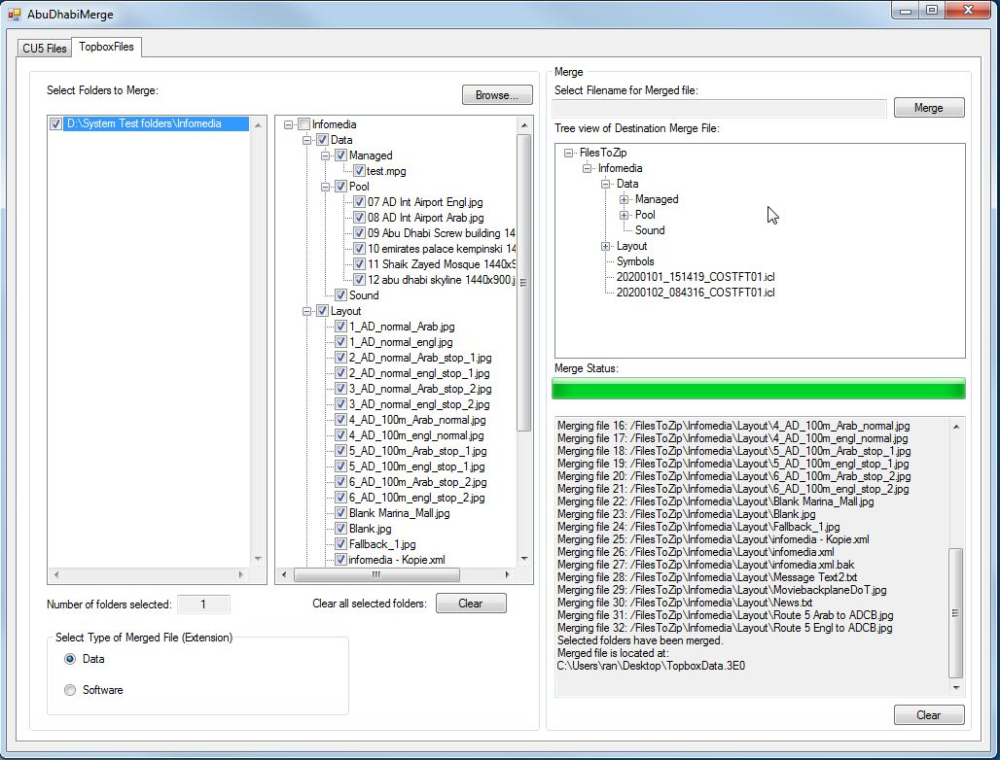 AbuDhabiMerge
CU5 Files
TopboxFiles
Select Folders to Merge:
Browse...
D:\System Test folders\Infomedia
Infomedia
Data
Managed
test.mpg
Pool
07 AD Int Airport Engl.jpg
08 AD Int Airport Arab.jpg
09 Abu Dhabi Screw building 14
10 emirates palace kempinski 14
11 Shaik Zayed Mosque 1440x9
12 abu dhabi skyline 1440x900.j
Sound
Layout
1_AD_normal_Arab.jpg
1_AD_normal_engl.jpg
2_AD_normal_Arab_stop_1.jpg
2_AD_normal_engl_stop_1.jpg
3_AD_normal_Arab_stop_2.jpg
3_AD_normal_engl_stop_2.jpg
4_AD_100m_Arab_normal.jpg
4_AD_100m_engl_normal.jpg
5_AD_100m_Arab_stop_1.jpg
5_AD_100m_engl_stop_1.jpg
6_AD_100m_Arab_stop_2.jpg
6_AD_100m_engl_stop_2.jpg
Blank Marina_Mall.jpg
Blank.jpg
Fallback_1.jpg
infomedia - Kopie.xml
Number of folders selected:
1
Clear all selected folders:
Clear
Select Type of Merged File (Extension)
Data
Software
Merge
Select Filename for Merged file:
Merge
Tree view of Destination Merge File:
FilesToZip
Infomedia
Data
Managed
Pool
Sound
Layout
Symbols
20200101_151419_COSTFT01.icl
20200102_084316_COSTFT01.icl
Merge Status:
Merging file 16: /FilesToZip\Infomedia\Layout\4_AD_100m_Arab_normal.jpg
Merging file 17: /FilesToZip\Infomedia\Layout\4_AD_100m_engl_normal.jpg
Merging file 18: /FilesToZip\Infomedia\Layout\5_AD_100m_Arab_stop_1.jpg
Merging file 19: /FilesToZip\Infomedia\Layout\5_AD_100m_engl_stop_1.jpg
Merging file 20: /FilesToZip\Infomedia\Layout\6_AD_100m_Arab_stop_2.jpg
Merging file 21: /FilesToZip\Infomedia\Layout\6_AD_100m_engl_stop_2.jpg
Merging file 22: /FilesToZip\Infomedia\Layout\Blank Marina_Mall.jpg
Merging file 23: /FilesToZip\Infomedia\Layout\Blank.jpg
Merging file 24: /FilesToZip\Infomedia\Layout\Fallback_1.jpg
Merging file 25: /FilesToZip\Infomedia\Layout\infomedia - Kopie.xml
Merging file 26: /FilesToZip\Infomedia\Layout\infomedia.xml
Merging file 27: /FilesToZip\Infomedia\Layout\infomedia.xml.bak
Merging file 28: /FilesToZip\Infomedia\Layout\Message Text2.txt
Merging file 29: /FilesToZip\Infomedia\Layout\MoviebackplaneDoT.jpg
Merging file 30: /FilesToZip\Infomedia\Layout\News.txt
Merging file 31: /FilesToZip\Infomedia\Layout\Route 5 Arab to ADCB.jpg
Merging file 32: /FilesToZip\Infomedia\Layout\Route 5 Engl to ADCB.jpg
Selected folders have been merged.
Merged file is located at:
C:\Users\ran\Desktop\TopboxData.3E0
Clear